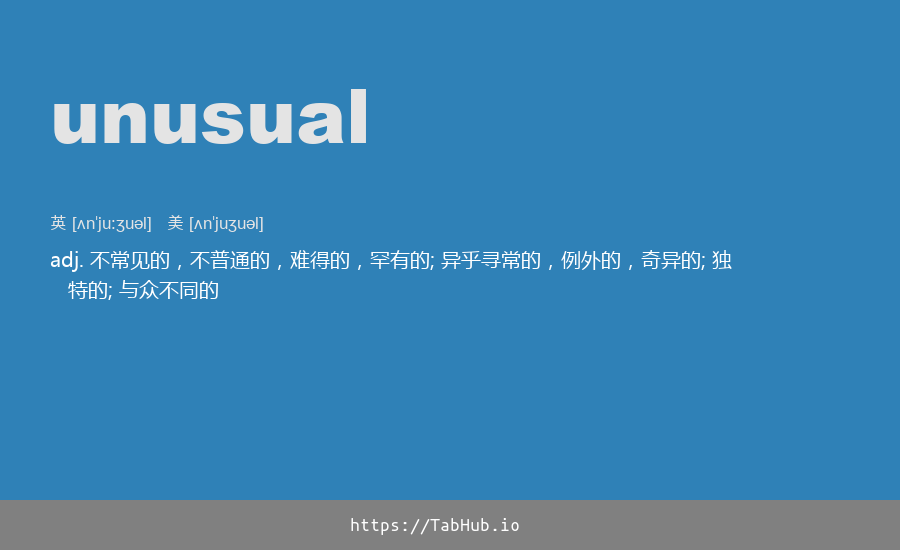 unusual
英 [ʌnˈjuːʒuəl] 美 [ʌnˈjuʒuəl]
adj. 不常见的，不普通的，难得的，罕有的; 异乎寻常的，例外的，奇异的; 独
特的; 与众不同的
https://TabHub.io